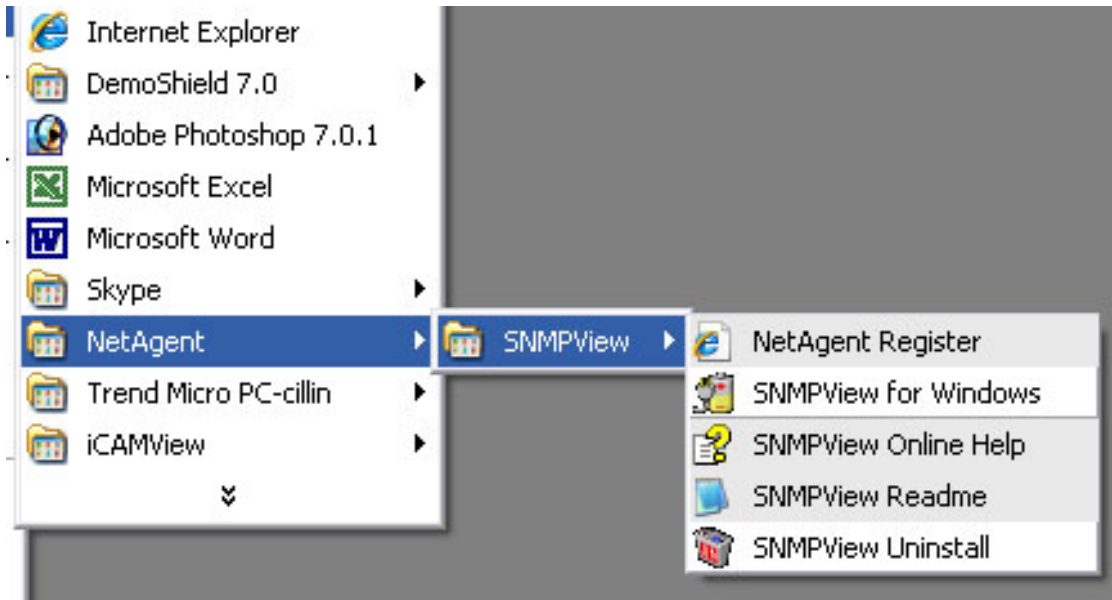 Internet Explorer
DemoShield 7.0
Adobe Photoshop 7.0.1
Microsoft Excel
Microsoft Word
Skype
NetAgent
Trend Micro PC-cillin
iCAMView
SNMPView
NetAgent Register
SNMPView for Windows
SNMPView Online Help
SNMPView Readme
SNMPView Uninstall